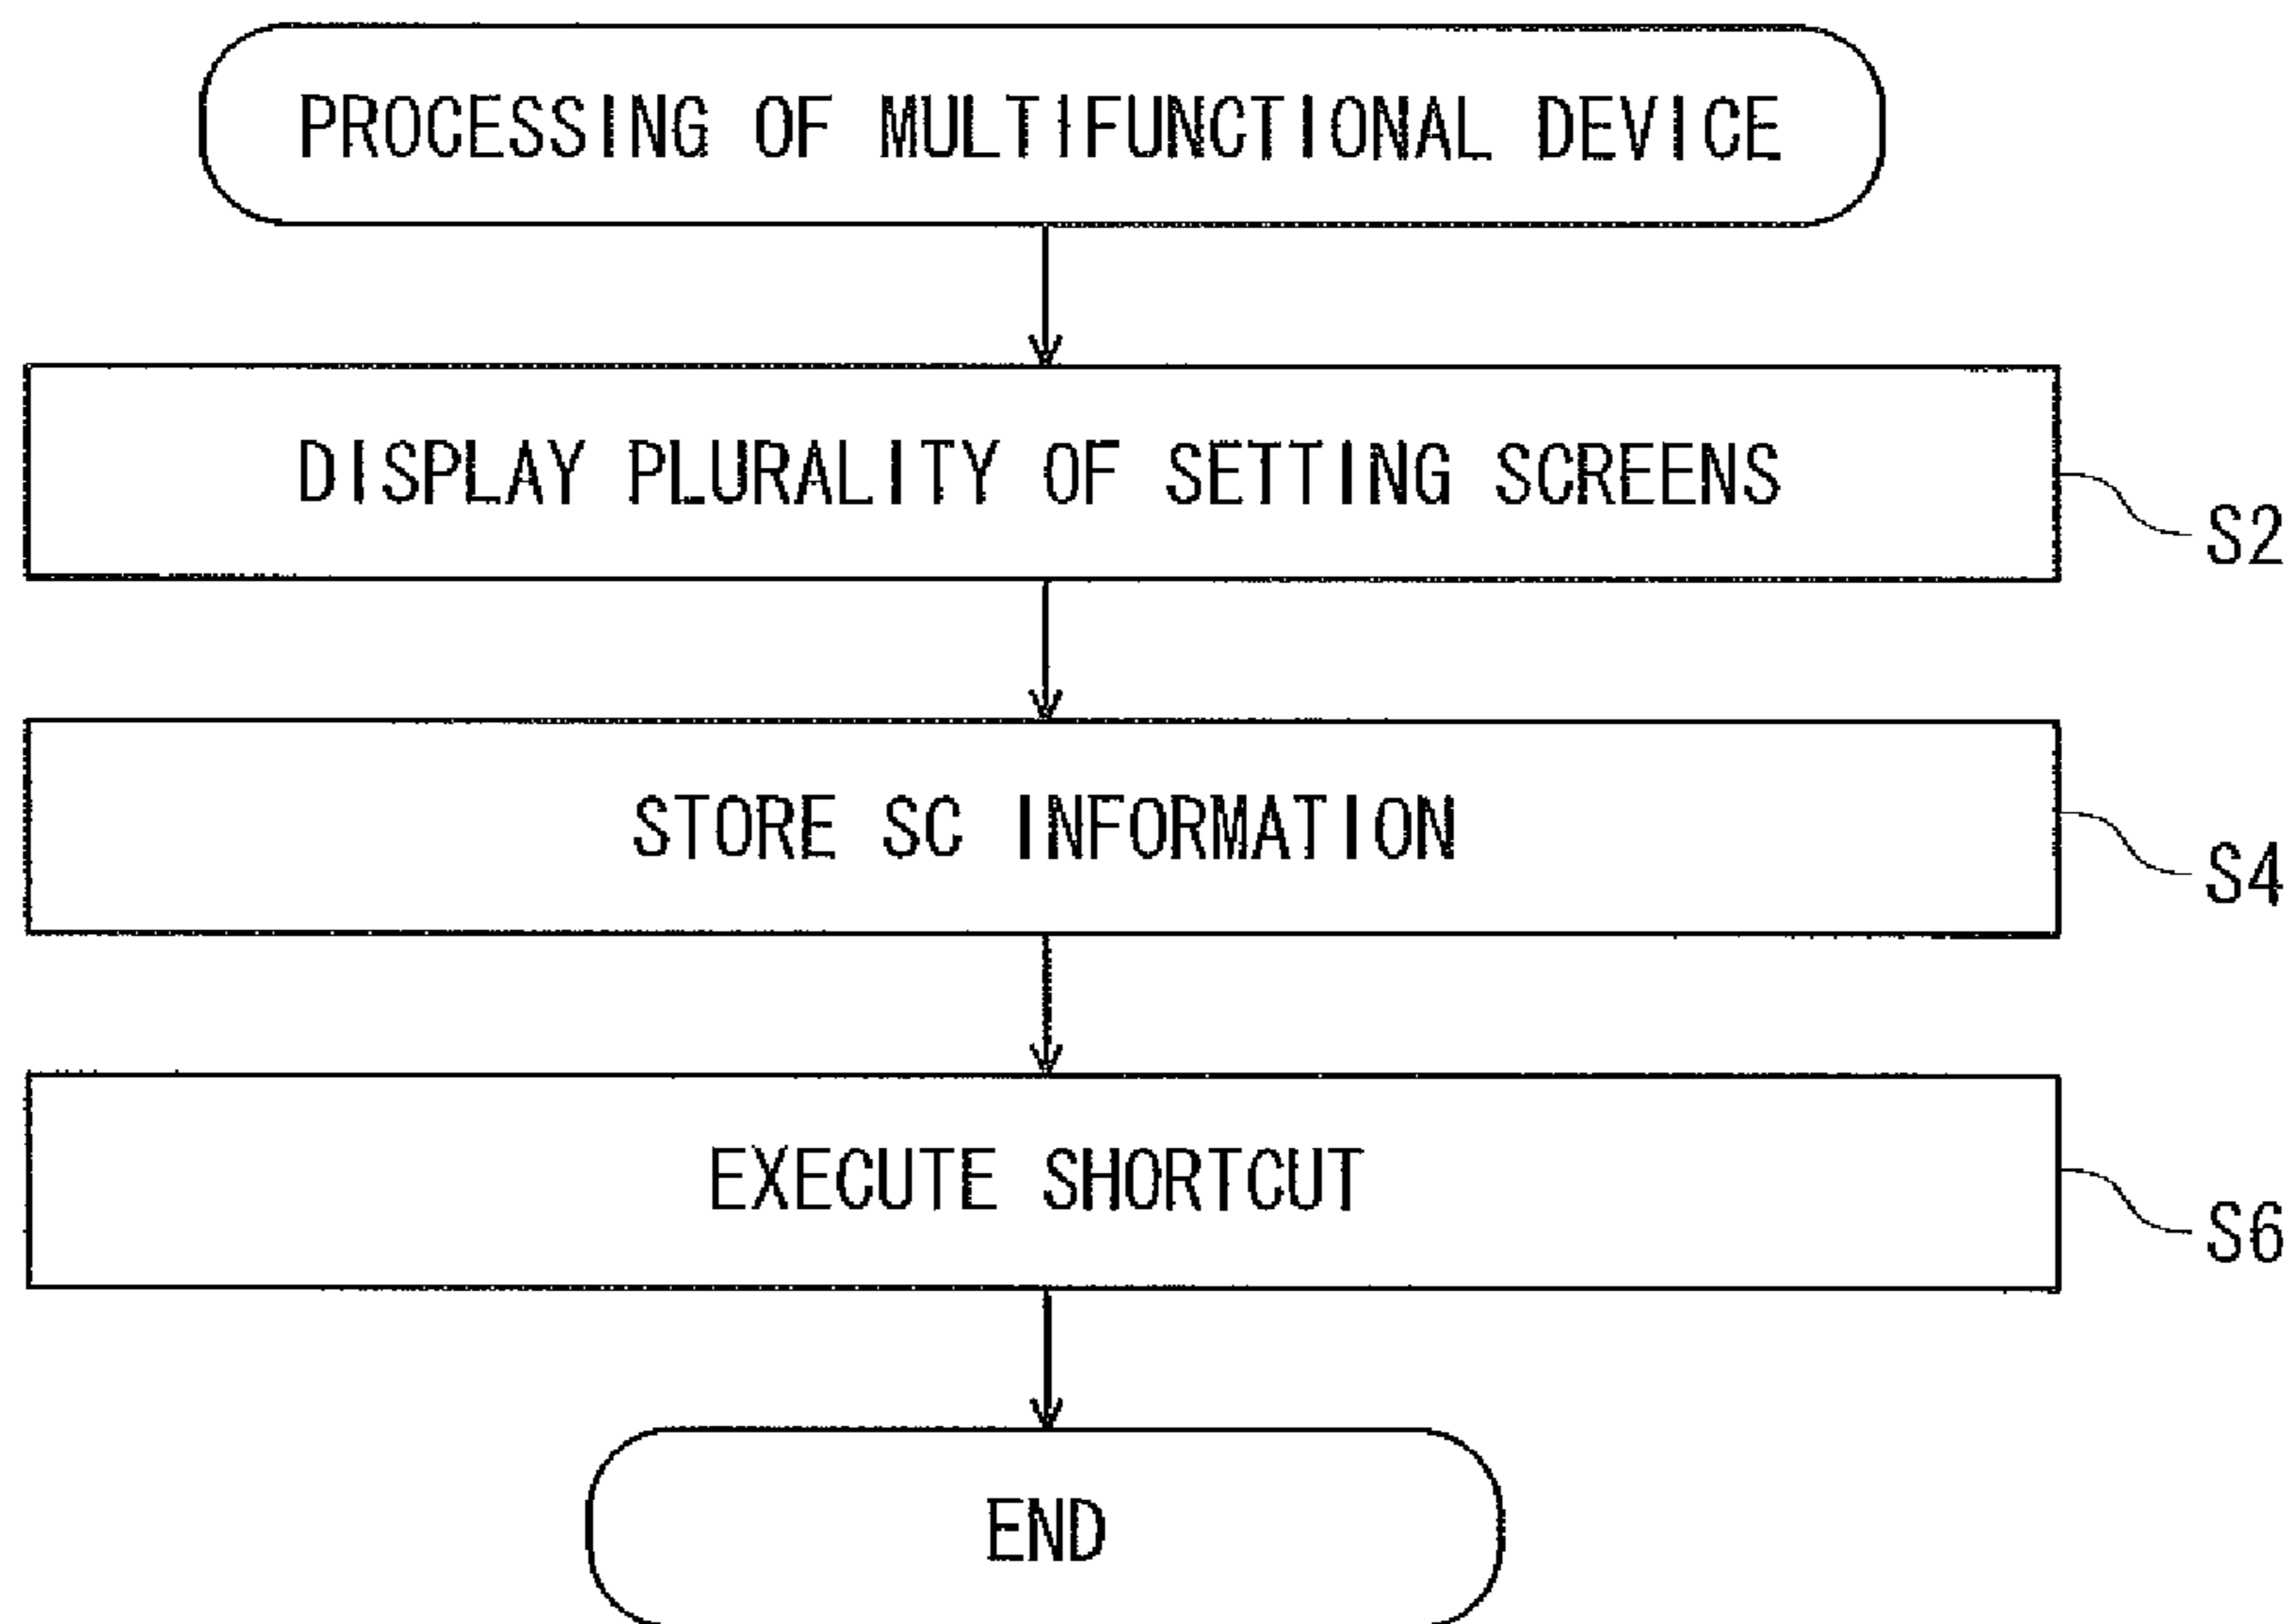 PROCESSING OF MULTIFUNCTIONAL DEVICE
DISPLAY PLURALITY OF SETTING SCREENS
S2
STORE SC INFORMATION
S4
EXECUTE SHORTCUT
S6
END